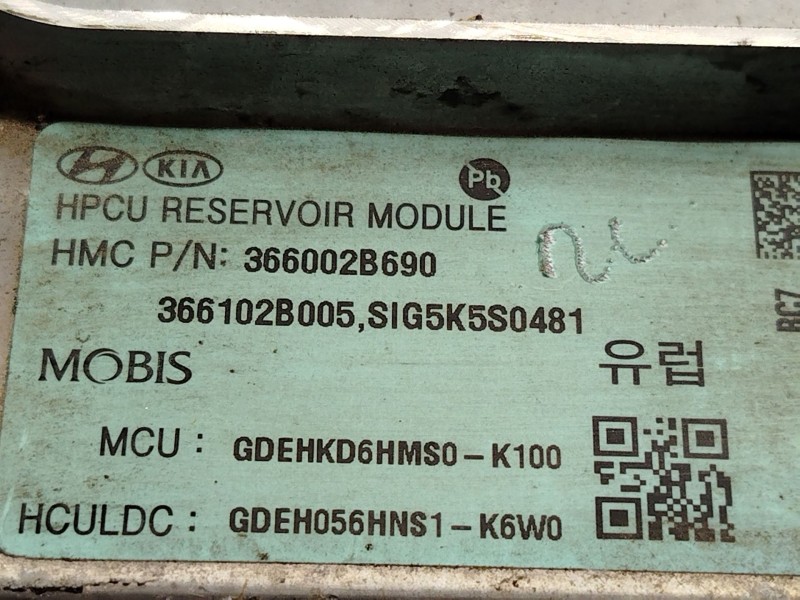 H KIA Pb
HPCU RESERVOIR MODULE
HMC P/N: 366002B690
366102B005,SIG5K5S0481
MOBIS 유럽
MCU : GDEHKD6HMS0-K100
HCULDC : GDEH056HNS1-K6W0